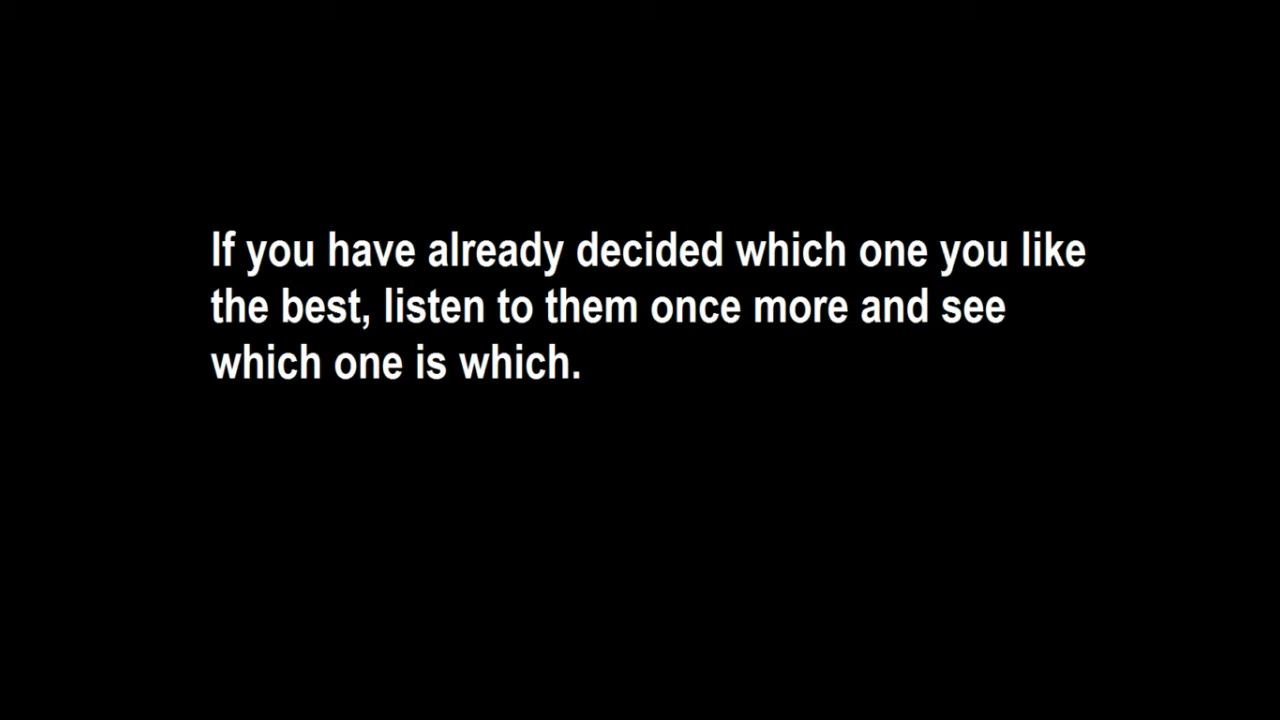 If you have already decided which one you like
the best, listen to them once more and see
which one is which.